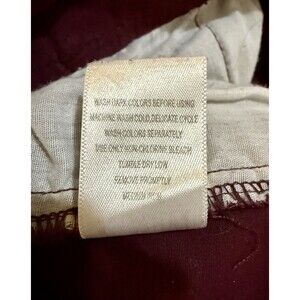 WASH DARK COLORS BEFORE USING
MACHINE WASH COLD, DELICATE CYCLE
WASH COLORS SEPARATELY
USE ONLY NON-CHLORINE BLEACH
TUMBLE DRY LOW
REMOVE PROMPTLY
MEDIUM